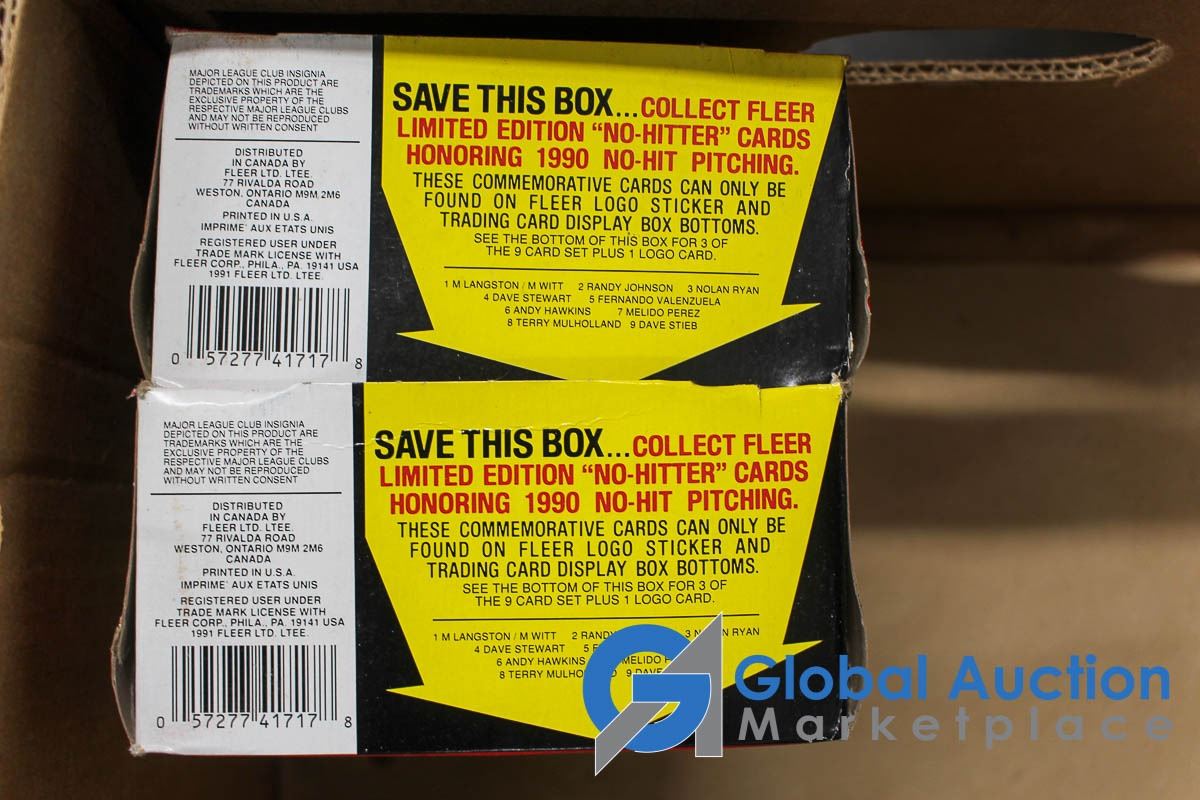 MAJOR LEAGUE CLUB INSIGNIA
DEPICTED ON THIS PRODUCT ARE
TRADEMARKS WHICH ARE THE
EXCLUSIVE PROPERTY OF THE
RESPECTIVE MAJOR LEAGUE CLUBS
AND MAY NOT BE REPRODUCED
WITHOUT WRITTEN CONSENT
DISTRIBUTED
IN CANADA BY
FLEER LTD. LTEE.
77 RIVALDA ROAD
WESTON, ONTARIO M9M 2M6
CANADA
PRINTED IN U.S.A.
IMPRIME' AUX ETATS UNIS
REGISTERED USER UNDER
TRADE MARK LICENSE WITH
FLEER CORP., PHILA., PA. 19141 USA
1991 FLEER LTD. LTEE.
0 57277 41717 8
SAVE THIS BOX...COLLECT FLEER
LIMITED EDITION “NO-HITTER” CARDS
HONORING 1990 NO-HIT PITCHING.
THESE COMMEMORATIVE CARDS CAN ONLY BE
FOUND ON FLEER LOGO STICKER AND
TRADING CARD DISPLAY BOX BOTTOMS.
SEE THE BOTTOM OF THIS BOX FOR 3 OF
THE 9 CARD SET PLUS 1 LOGO CARD.
1 M LANGSTON / M WITT 2 RANDY JOHNSON 3 NOLAN RYAN
4 DAVE STEWART 5 FERNANDO VALENZUELA
6 ANDY HAWKINS 7 MELIDO PEREZ
8 TERRY MULHOLLAND 9 DAVE STIEB
MAJOR LEAGUE CLUB INSIGNIA
DEPICTED ON THIS PRODUCT ARE
TRADEMARKS WHICH ARE THE
EXCLUSIVE PROPERTY OF THE
RESPECTIVE MAJOR LEAGUE CLUBS
AND MAY NOT BE REPRODUCED
WITHOUT WRITTEN CONSENT
DISTRIBUTED
IN CANADA BY
FLEER LTD. LTEE.
77 RIVALDA ROAD
WESTON, ONTARIO M9M 2M6
CANADA
PRINTED IN U.S.A.
IMPRIME' AUX ETATS UNIS
REGISTERED USER UNDER
TRADE MARK LICENSE WITH
FLEER CORP., PHILA., PA. 19141 USA
1991 FLEER LTD. LTEE.
0 57277 41717 8
SAVE THIS BOX...COLLECT FLEER
LIMITED EDITION “NO-HITTER” CARDS
HONORING 1990 NO-HIT PITCHING.
THESE COMMEMORATIVE CARDS CAN ONLY BE
FOUND ON FLEER LOGO STICKER AND
TRADING CARD DISPLAY BOX BOTTOMS.
SEE THE BOTTOM OF THIS BOX FOR 3 OF
THE 9 CARD SET PLUS 1 LOGO CARD.
1 M LANGSTON / M WITT 2 RANDY 3 NOLAN RYAN
4 DAVE STEWART 5
6 ANDY HAWKINS MELIDO
8 TERRY 9 DAVE
Global Auction
Marketplace